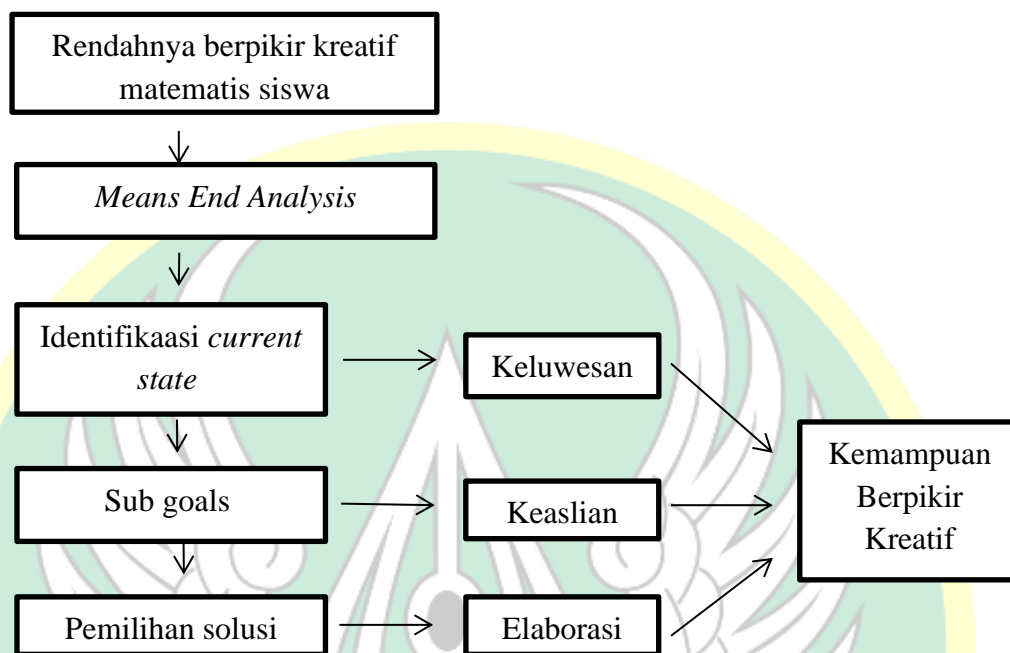 Rendahnya berpikir kreatif
matematis siswa
Means End Analysis
Identifikaasi current
state
Keluwesan
Sub goals
Keaslian
Pemilihan solusi
Elaborasi
Kemampuan
Berpikir
Kreatif